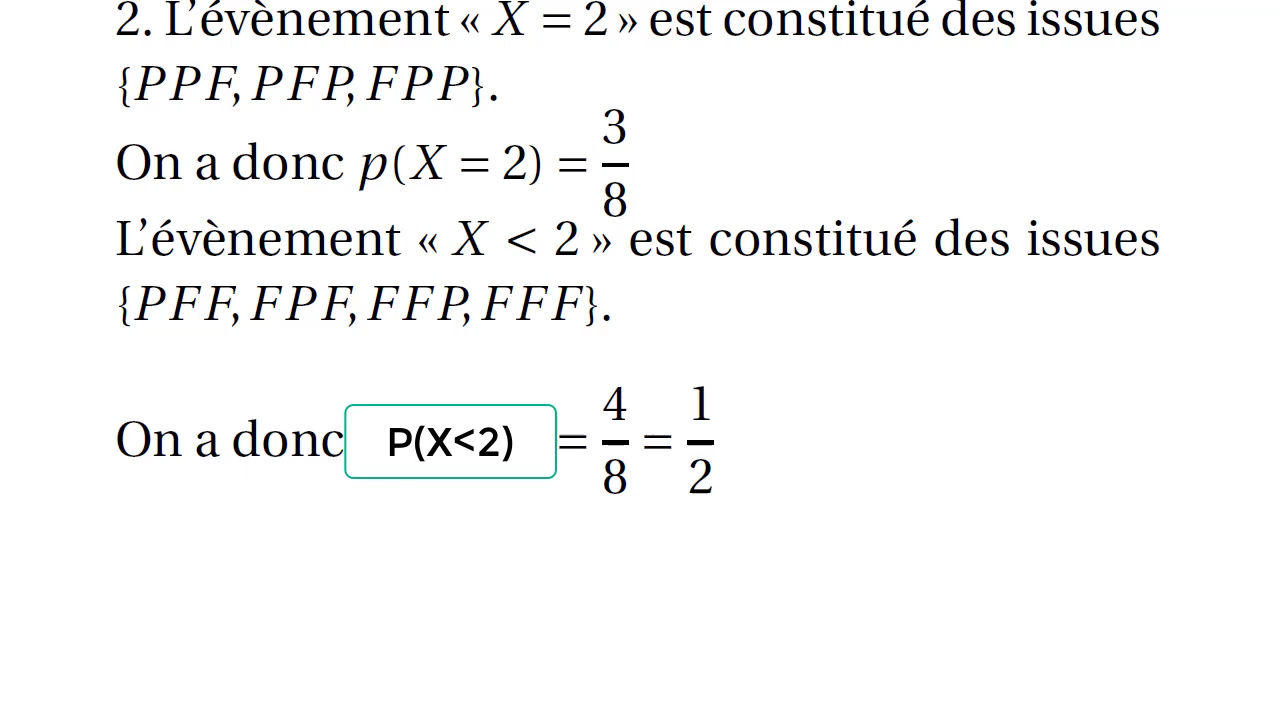 2. L’évènement « X = 2 » est constitué des issues
{PPF, PFP, FPP}.
On a donc p(X = 2) = 3/8
L’évènement « X < 2 » est constitué des issues
{PFF, FPF, FFP, FFF}.
On a donc P(X<2) = 4/8 = 1/2